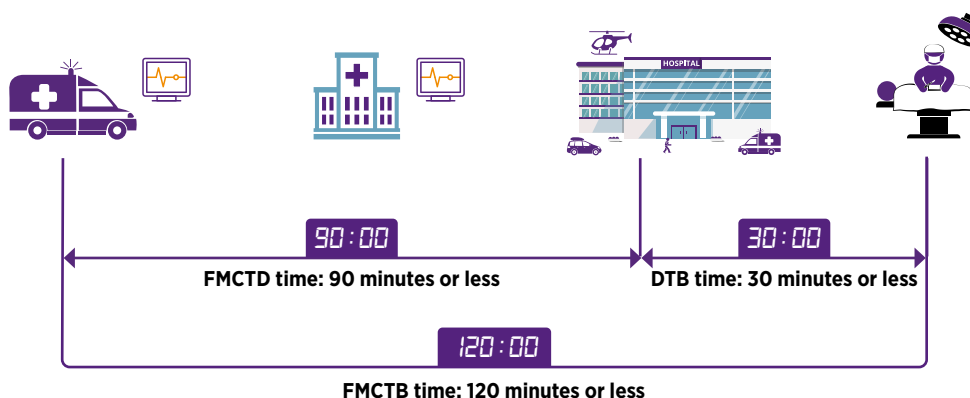 HOSPITAL
90:00
30:00
FMCTD time: 90 minutes or less
DTB time: 30 minutes or less
120:00
FMCTB time: 120 minutes or less